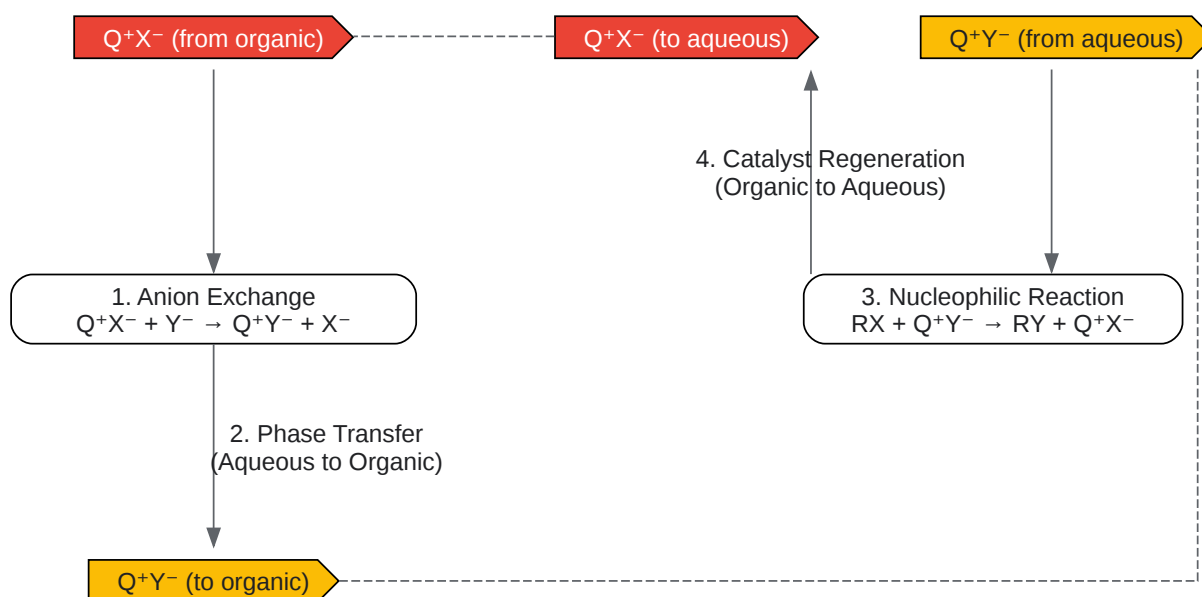 Q⁺X⁻ (from organic)
Q⁺X⁻ (to aqueous)
Q⁺Y⁻ (from aqueous)
4. Catalyst Regeneration
(Organic to Aqueous)
1. Anion Exchange
Q⁺X⁻ + Y⁻ → Q⁺Y⁻ + X⁻
3. Nucleophilic Reaction
RX + Q⁺Y⁻ → RY + Q⁺X⁻
2. Phase Transfer
(Aqueous to Organic)
Q⁺Y⁻ (to organic)